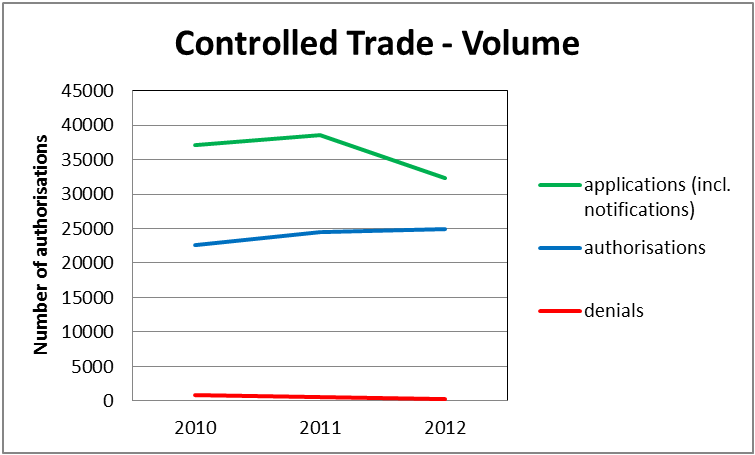 Controlled Trade - Volume
Number of authorisations
45000
40000
35000
30000
25000
20000
15000
10000
5000
0
2010 2011 2012
applications (incl.
notifications)
authorisations
denials